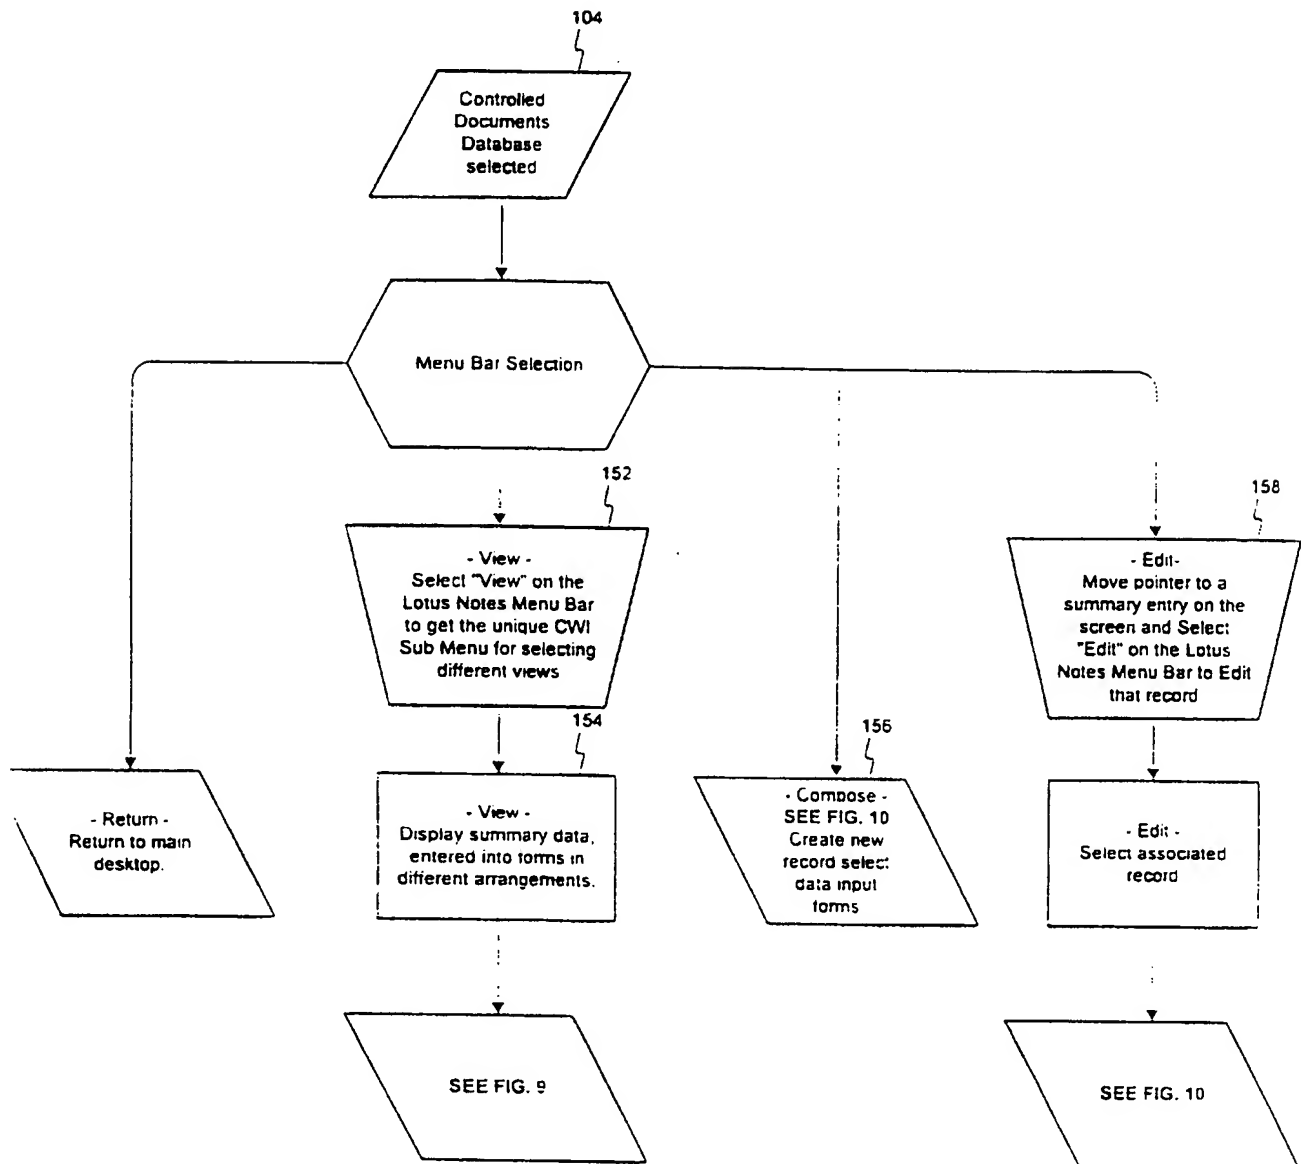 104
Controlled
Documents
Database
selected
Menu Bar Selection
152
- View -
Select "View" on the
Lotus Notes Menu Bar
to get the unique CWI
Sub Menu for selecting
different views
158
- Edit-
Move pointer to a
summary entry on the
screen and Select
"Edit" on the Lotus
Notes Menu Bar to Edit
that record
- Return -
Return to main
desktop.
154
- View -
Display summary data,
entered into forms in
different arrangements.
156
- Compose -
SEE FIG. 10
Create new
record select
data input
forms
- Edit -
Select associated
record
SEE FIG. 9
SEE FIG. 10